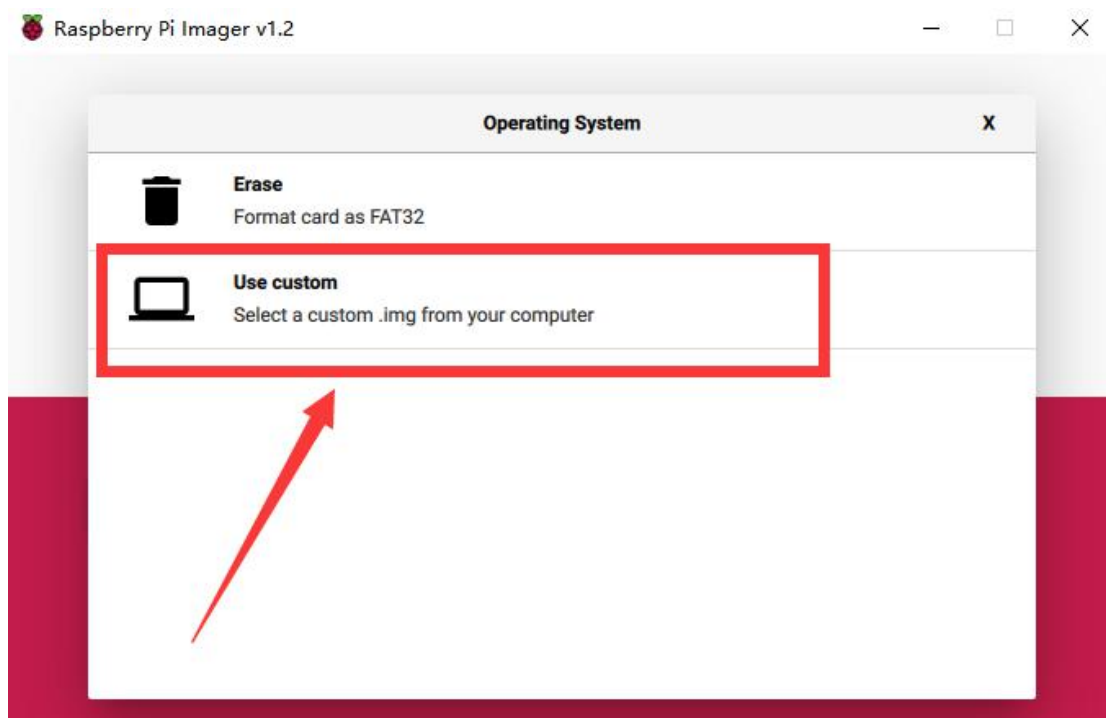 Raspberry Pi Imager v1.2
Operating System
X
Erase
Format card as FAT32
Use custom
Select a custom .img from your computer